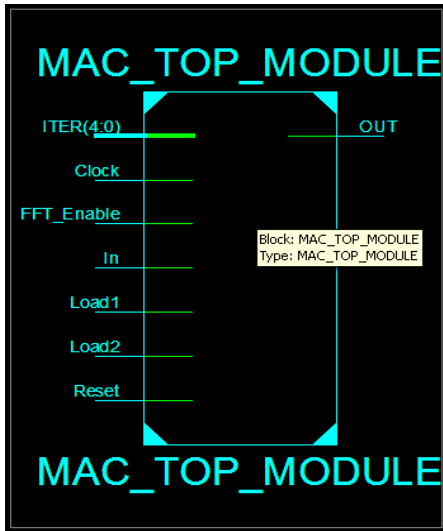 MAC_TOP_MODULE
ITER(4:0)
OUT
Clock
FFT_Enable
Block: MAC_TOP_MODULE
Type: MAC_TOP_MODULE
In
Load1
Load2
Reset
MAC_TOP_MODULE